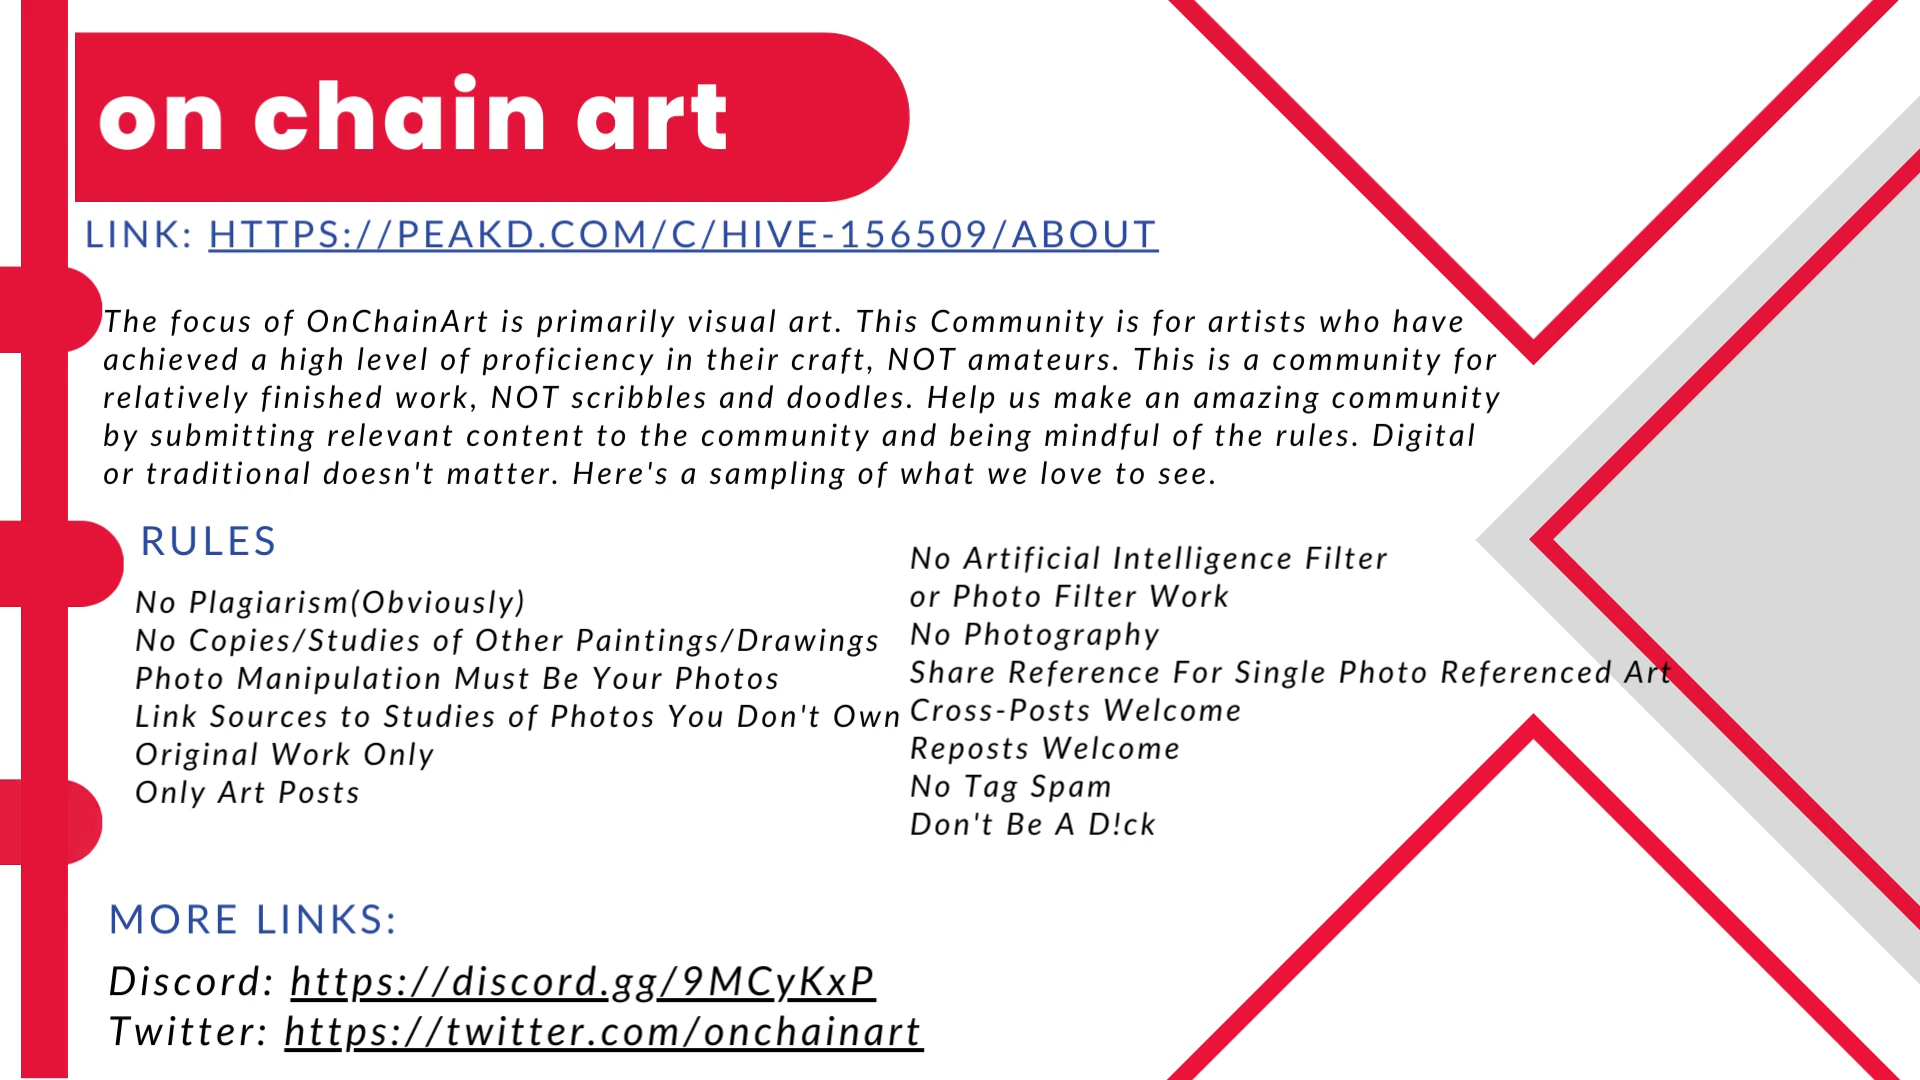 on chain art
LINK: HTTPS://PEAKD.COM/C/HIVE-156509/ABOUT
The focus of OnChainArt is primarily visual art. This Community is for artists who have
achieved a high level of proficiency in their craft, NOT amateurs. This is a community for
relatively finished work, NOT scribbles and doodles. Help us make an amazing community
by submitting relevant content to the community and being mindful of the rules. Digital
or traditional doesn't matter. Here's a sampling of what we love to see.
RULES
No Plagiarism(Obviously)
No Copies/Studies of Other Paintings/Drawings
Photo Manipulation Must Be Your Photos
Link Sources to Studies of Photos You Don't Own
Original Work Only
Only Art Posts
No Artificial Intelligence Filter
or Photo Filter Work
No Photography
Share Reference For Single Photo Referenced Art
Cross-Posts Welcome
Reposts Welcome
No Tag Spam
Don't Be A D!ck
MORE LINKS:
Discord: https://discord.gg/9MCyKxP
Twitter: https://twitter.com/onchainart